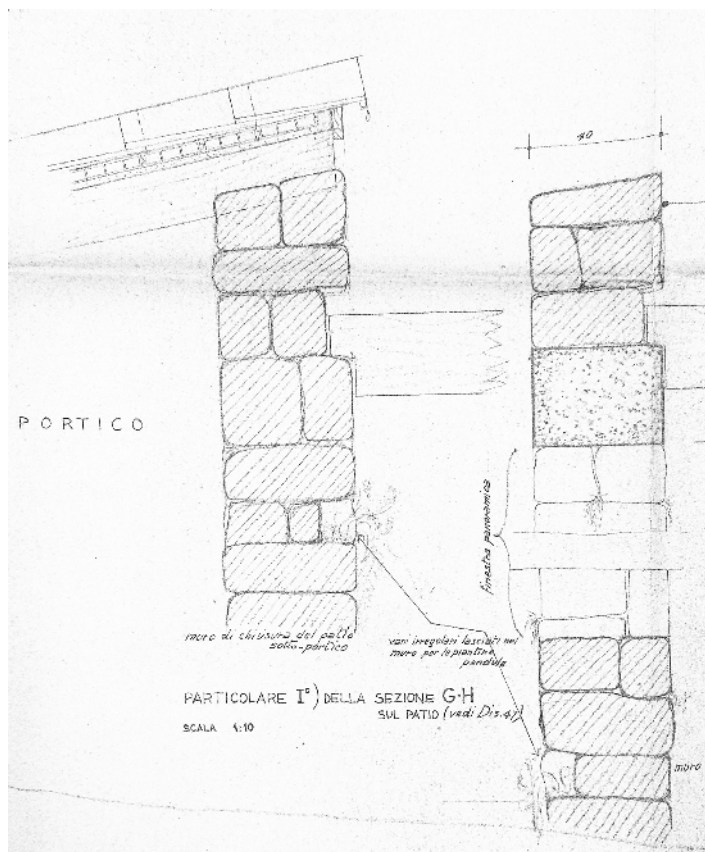 40
PORTICO
finestra panoramica
muro di chiusura del patio
sotto-portico
vari irregolari lasciati nel
muro per le piantine
pendule
PARTICOLARE I°) DELLA SEZIONE G-H
SUL PATIO (vedi Dis. 4)
SCALA 1:10
muro